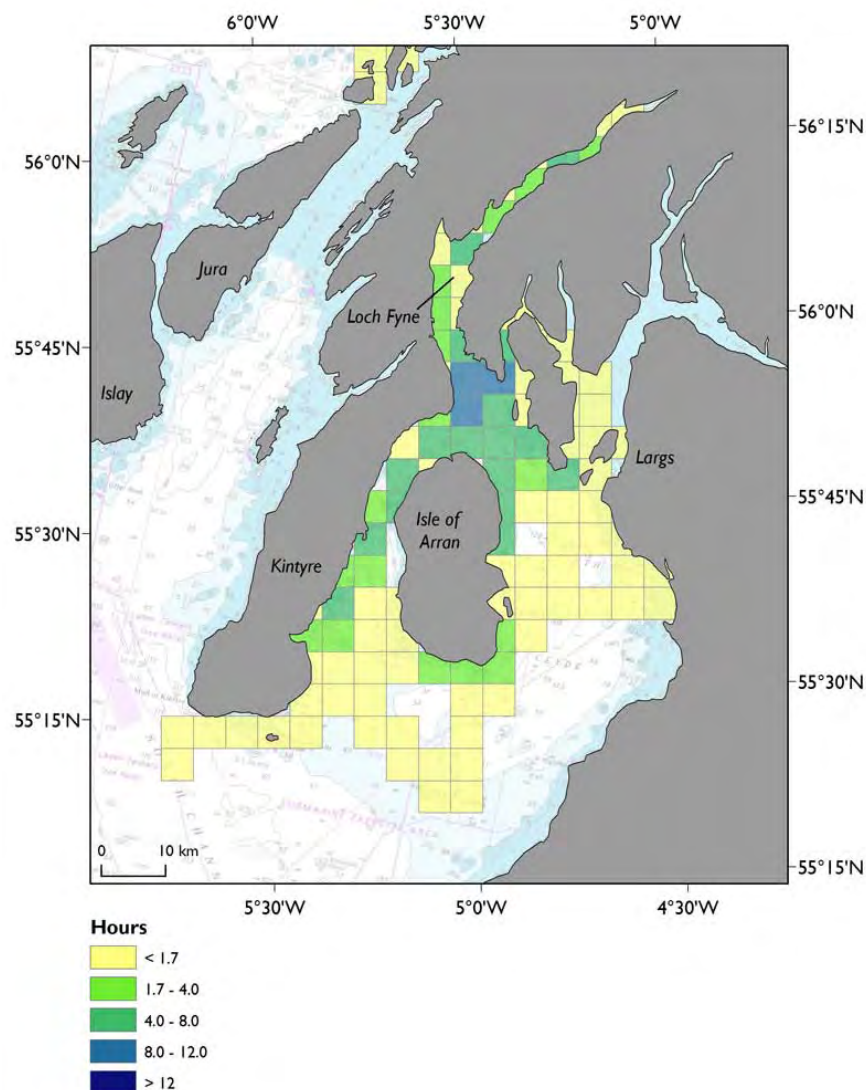 6°0'W
5°30'W
5°0'W
56°0'N
56°15'N
Jura
Loch Fyne
56°0'N
55°45'N
Islay
Largs
55°45'N
Isle of
Arran
55°30'N
Kintyre
55°30'N
55°15'N
0 10 km
55°15'N
5°30'W
5°0'W
4°30'W
Hours
< 1.7
1.7 - 4.0
4.0 - 8.0
8.0 - 12.0
> 12